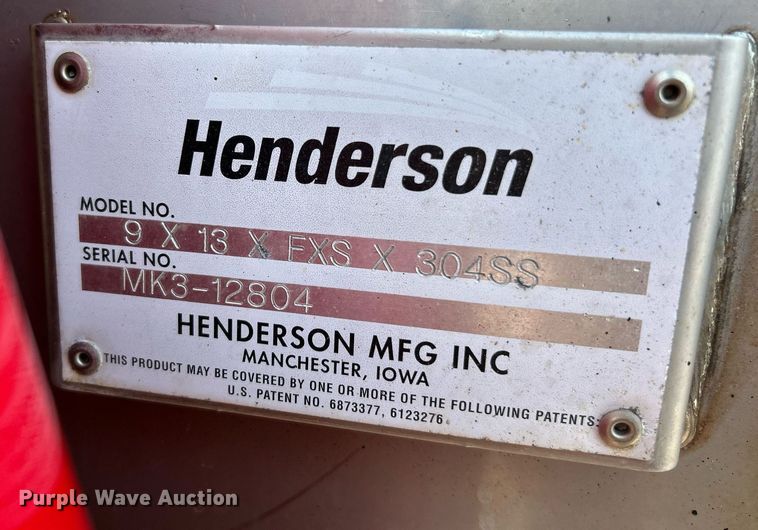 Henderson
MODEL NO.
9 X 13 X FXS X 304SS
SERIAL NO.
MK3-12804
HENDERSON MFG INC
MANCHESTER, IOWA
THIS PRODUCT MAY BE COVERED BY ONE OR MORE OF THE FOLLOWING PATENTS:
U.S. PATENT NO. 6873377, 6123276
Purple Wave Auction